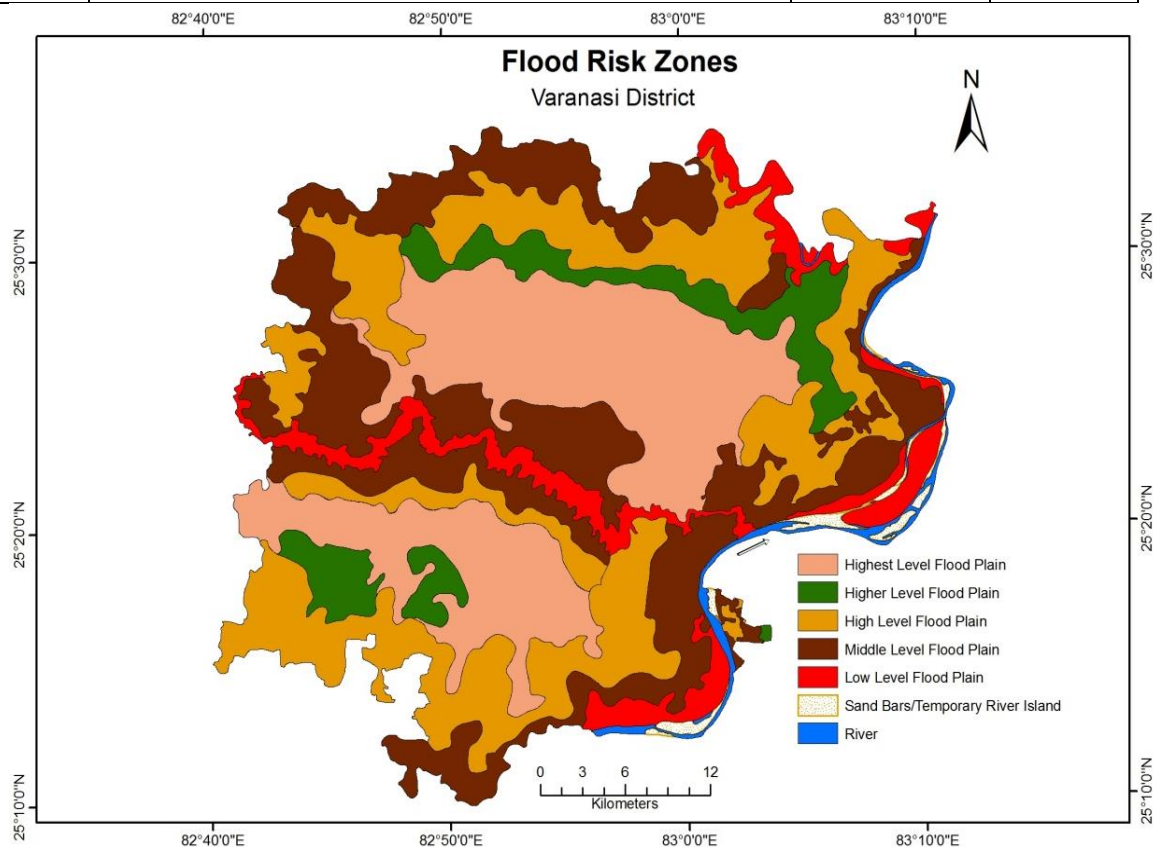 82°40'0"E 82°50'0"E 83°0'0"E 83°10'0"E
Flood Risk Zones
Varanasi District
N
25°30'0"N 25°30'0"N
25°20'0"N 25°20'0"N
Highest Level Flood Plain
Higher Level Flood Plain
High Level Flood Plain
Middle Level Flood Plain
Low Level Flood Plain
Sand Bars/Temporary River Island
River
0 3 6 12
Kilometers
25°10'0"N 25°10'0"N
82°40'0"E 82°50'0"E 83°0'0"E 83°10'0"E